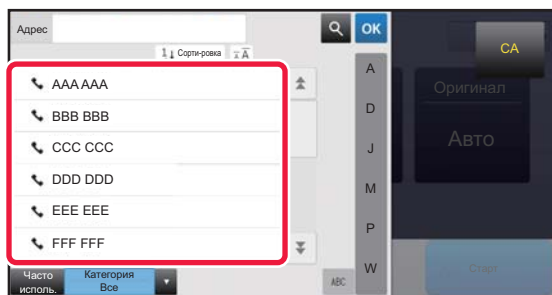 Адрес
OK
CA
1 Сорти-ровка
A
AAA AAA
Оригинал
BBB BBB
D
Авто
CCC CCC
J
DDD DDD
M
EEE EEE
P
FFF FFF
W
Часто исполь.
Категория Все
ABC
Старт